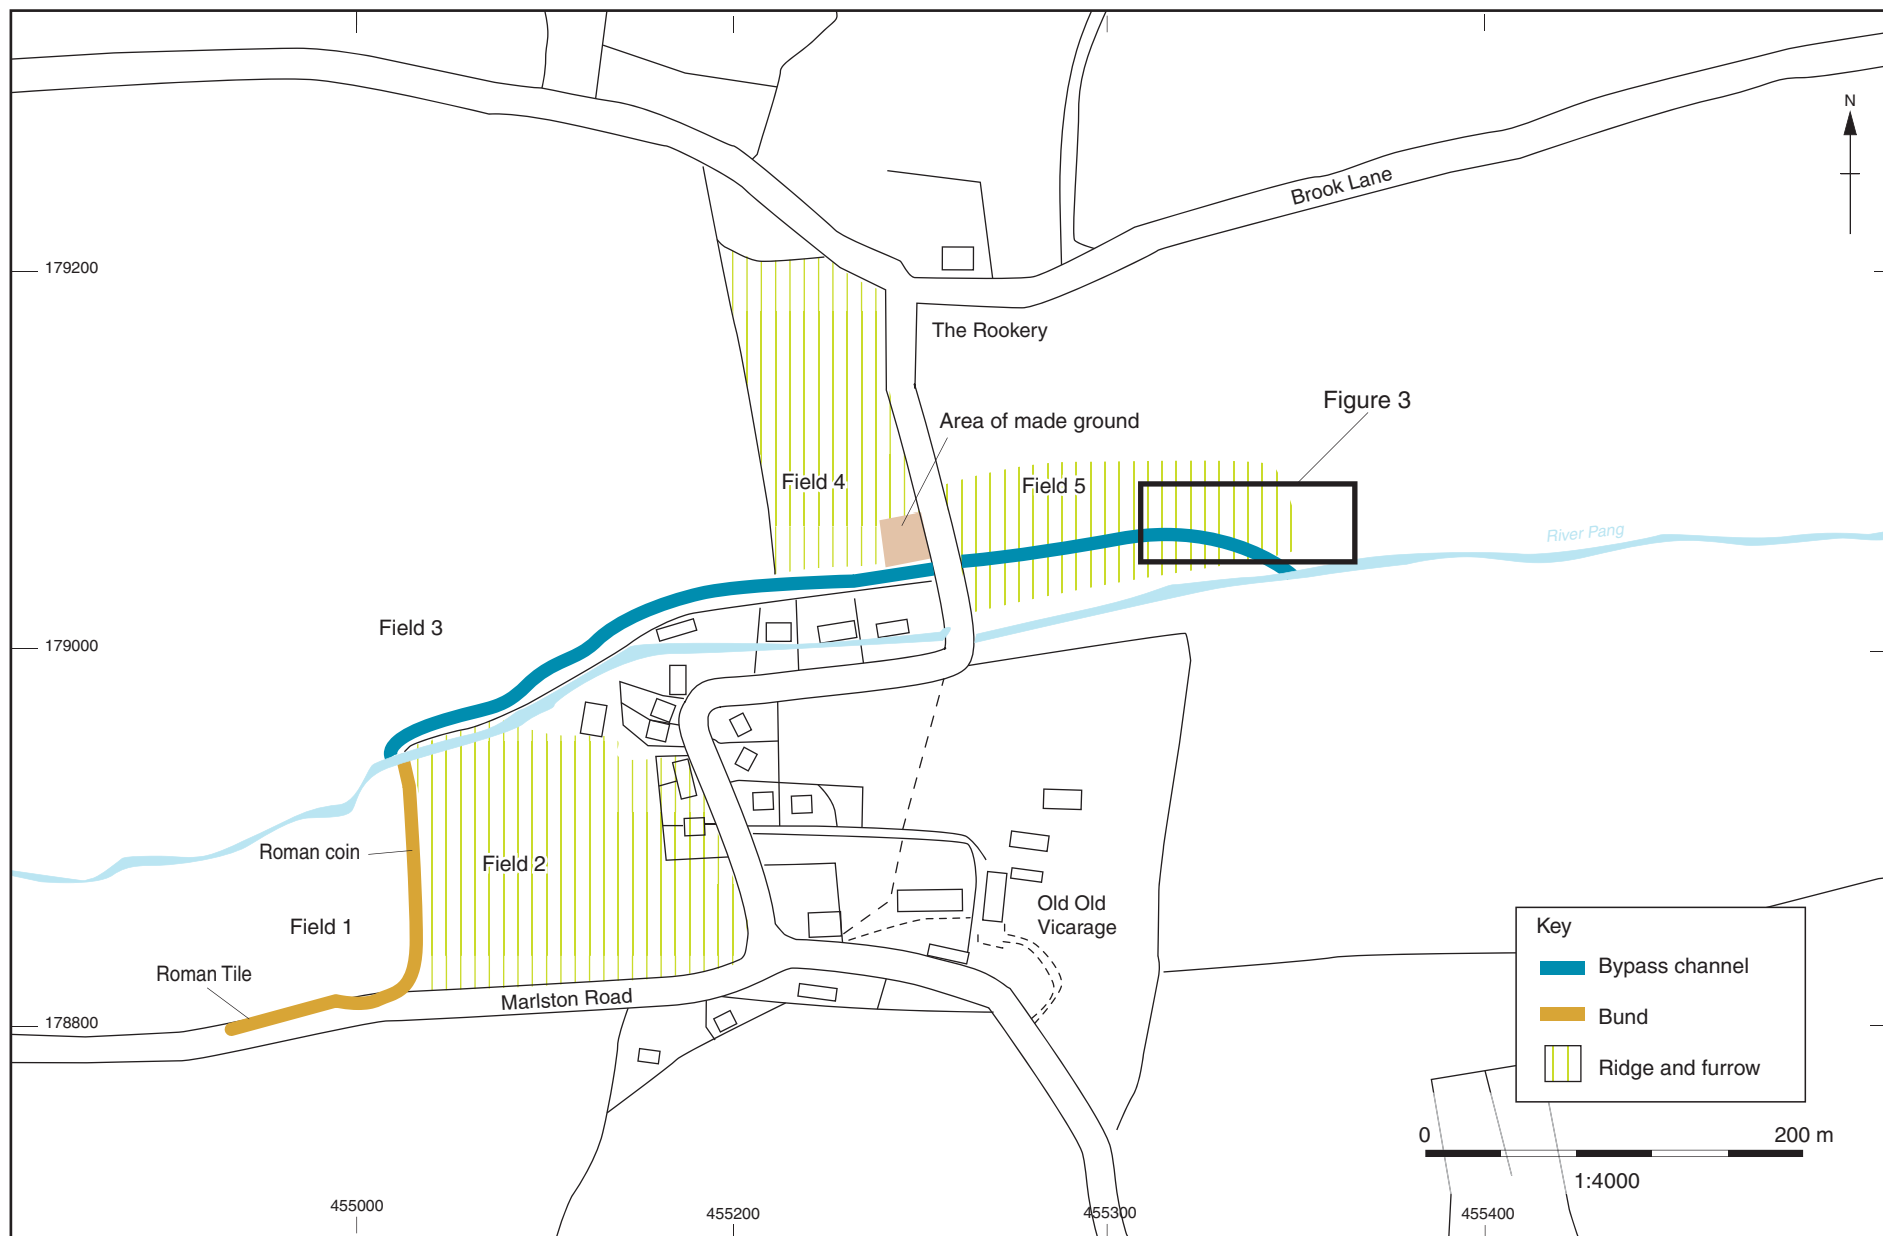 N
Brook Lane
179200
The Rookery
Figure 3
Area of made ground
Field 4
Field 5
River Pang
Field 3
179000
Roman coin
Field 2
Old Old
Vicarage
Field 1
Roman Tile
Marlston Road
178800
Key
Bypass channel
Bund
Ridge and furrow
0
200 m
1:4000
455000
455200
455300
455400